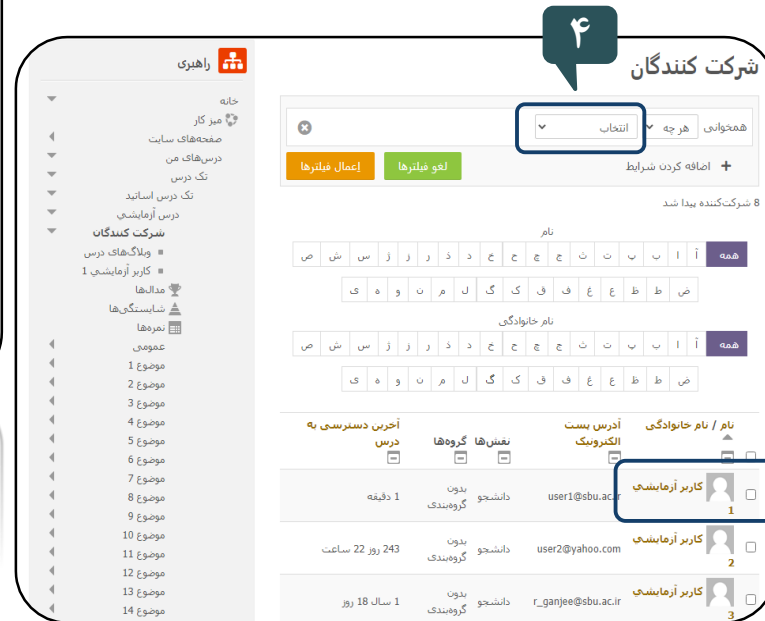 ۴
شرکت کنندگان
همخوانی هر چه انتخاب
+ اضافه کردن شرایط
لغو فیلترها إعمال فیلترها
8 شرکت‌کننده پیدا شد
نام
همه آ ا ب پ ت ث ج چ ح خ د ذ ر ز ژ س ش ص
ض ط ظ ع غ ف ق ک گ ل م ن و ه ی
نام خانوادگی
همه آ ا ب پ ت ث ج چ ح خ د ذ ر ز ژ س ش ص
ض ط ظ ع غ ف ق ک گ ل م ن و ه ی
نام / نام خانوادگی آدرس پست الکترونیک نقش‌ها گروه‌ها آخرین دسترسی به درس
کاربر آزمایشي 1 user1@sbu.ac.ir دانشجو بدون گروه‌بندی 1 دقیقه
کاربر آزمایشي 2 user2@yahoo.com دانشجو بدون گروه‌بندی 243 روز 22 ساعت
کاربر آزمایشي 3 r_ganjee@sbu.ac.ir دانشجو بدون گروه‌بندی 1 سال 18 روز
راهبری
خانه
میز کار
صفحه‌های سایت
درس‌های من
تک درس
تک درس اساتید
درس آزمایشي
شرکت کنندگان
وبلاگ‌های درس
کاربر آزمایشي 1
مدال‌ها
شایستگی‌ها
نمره‌ها
عمومی
موضوع 1
موضوع 2
موضوع 3
موضوع 4
موضوع 5
موضوع 6
موضوع 7
موضوع 8
موضوع 9
موضوع 10
موضوع 11
موضوع 12
موضوع 13
موضوع 14